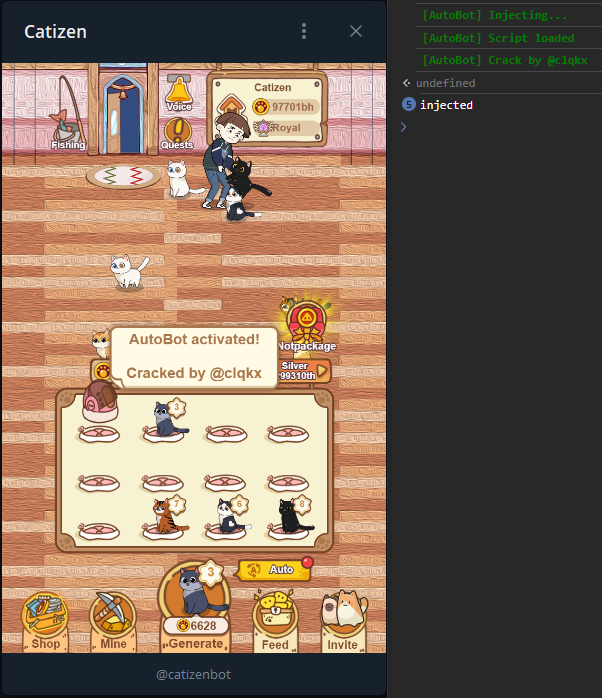 Catizen
Voice
Fishing
Quests
Catizen
97701bh
Royal
AutoBot activated!
Cracked by @clqkx
Notpackage
Silver
99310th
3
7
6
8
3
Auto
6628
Shop
Mine
Generate
Feed
Invite
@catizenbot
[AutoBot] Injecting...
[AutoBot] Script loaded
[AutoBot] Crack by @clqkx
undefined
5 injected